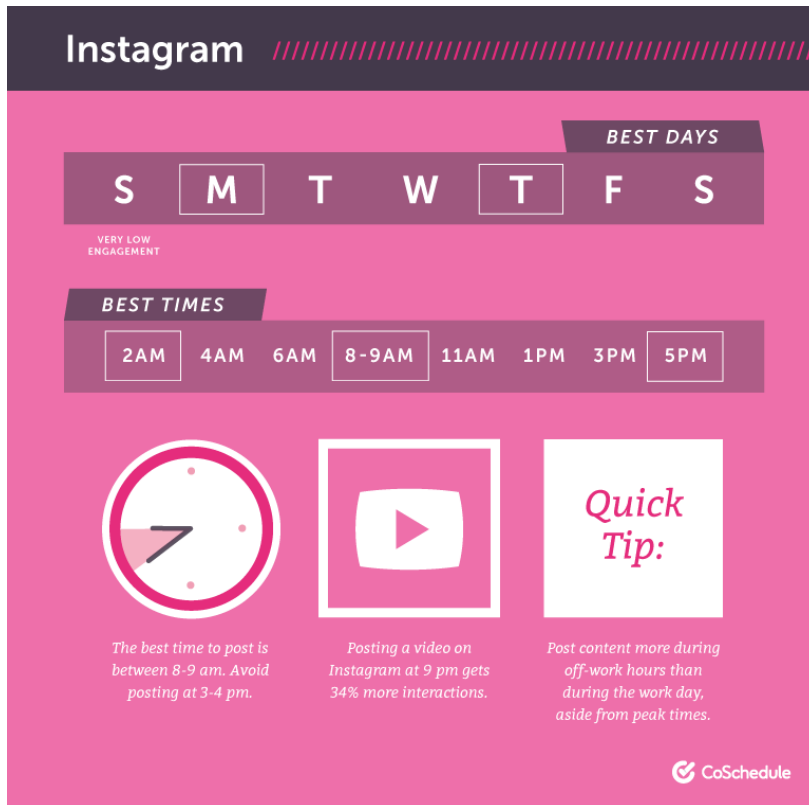 Instagram
BEST DAYS
S M T W T F S
VERY LOW
ENGAGEMENT
BEST TIMES
2AM 4AM 6AM 8-9AM 11AM 1PM 3PM 5PM
The best time to post is
between 8-9 am. Avoid
posting at 3-4 pm.
Posting a video on
Instagram at 9 pm gets
34% more interactions.
Quick
Tip:
Post content more during
off-work hours than
during the work day,
aside from peak times.
CoSchedule